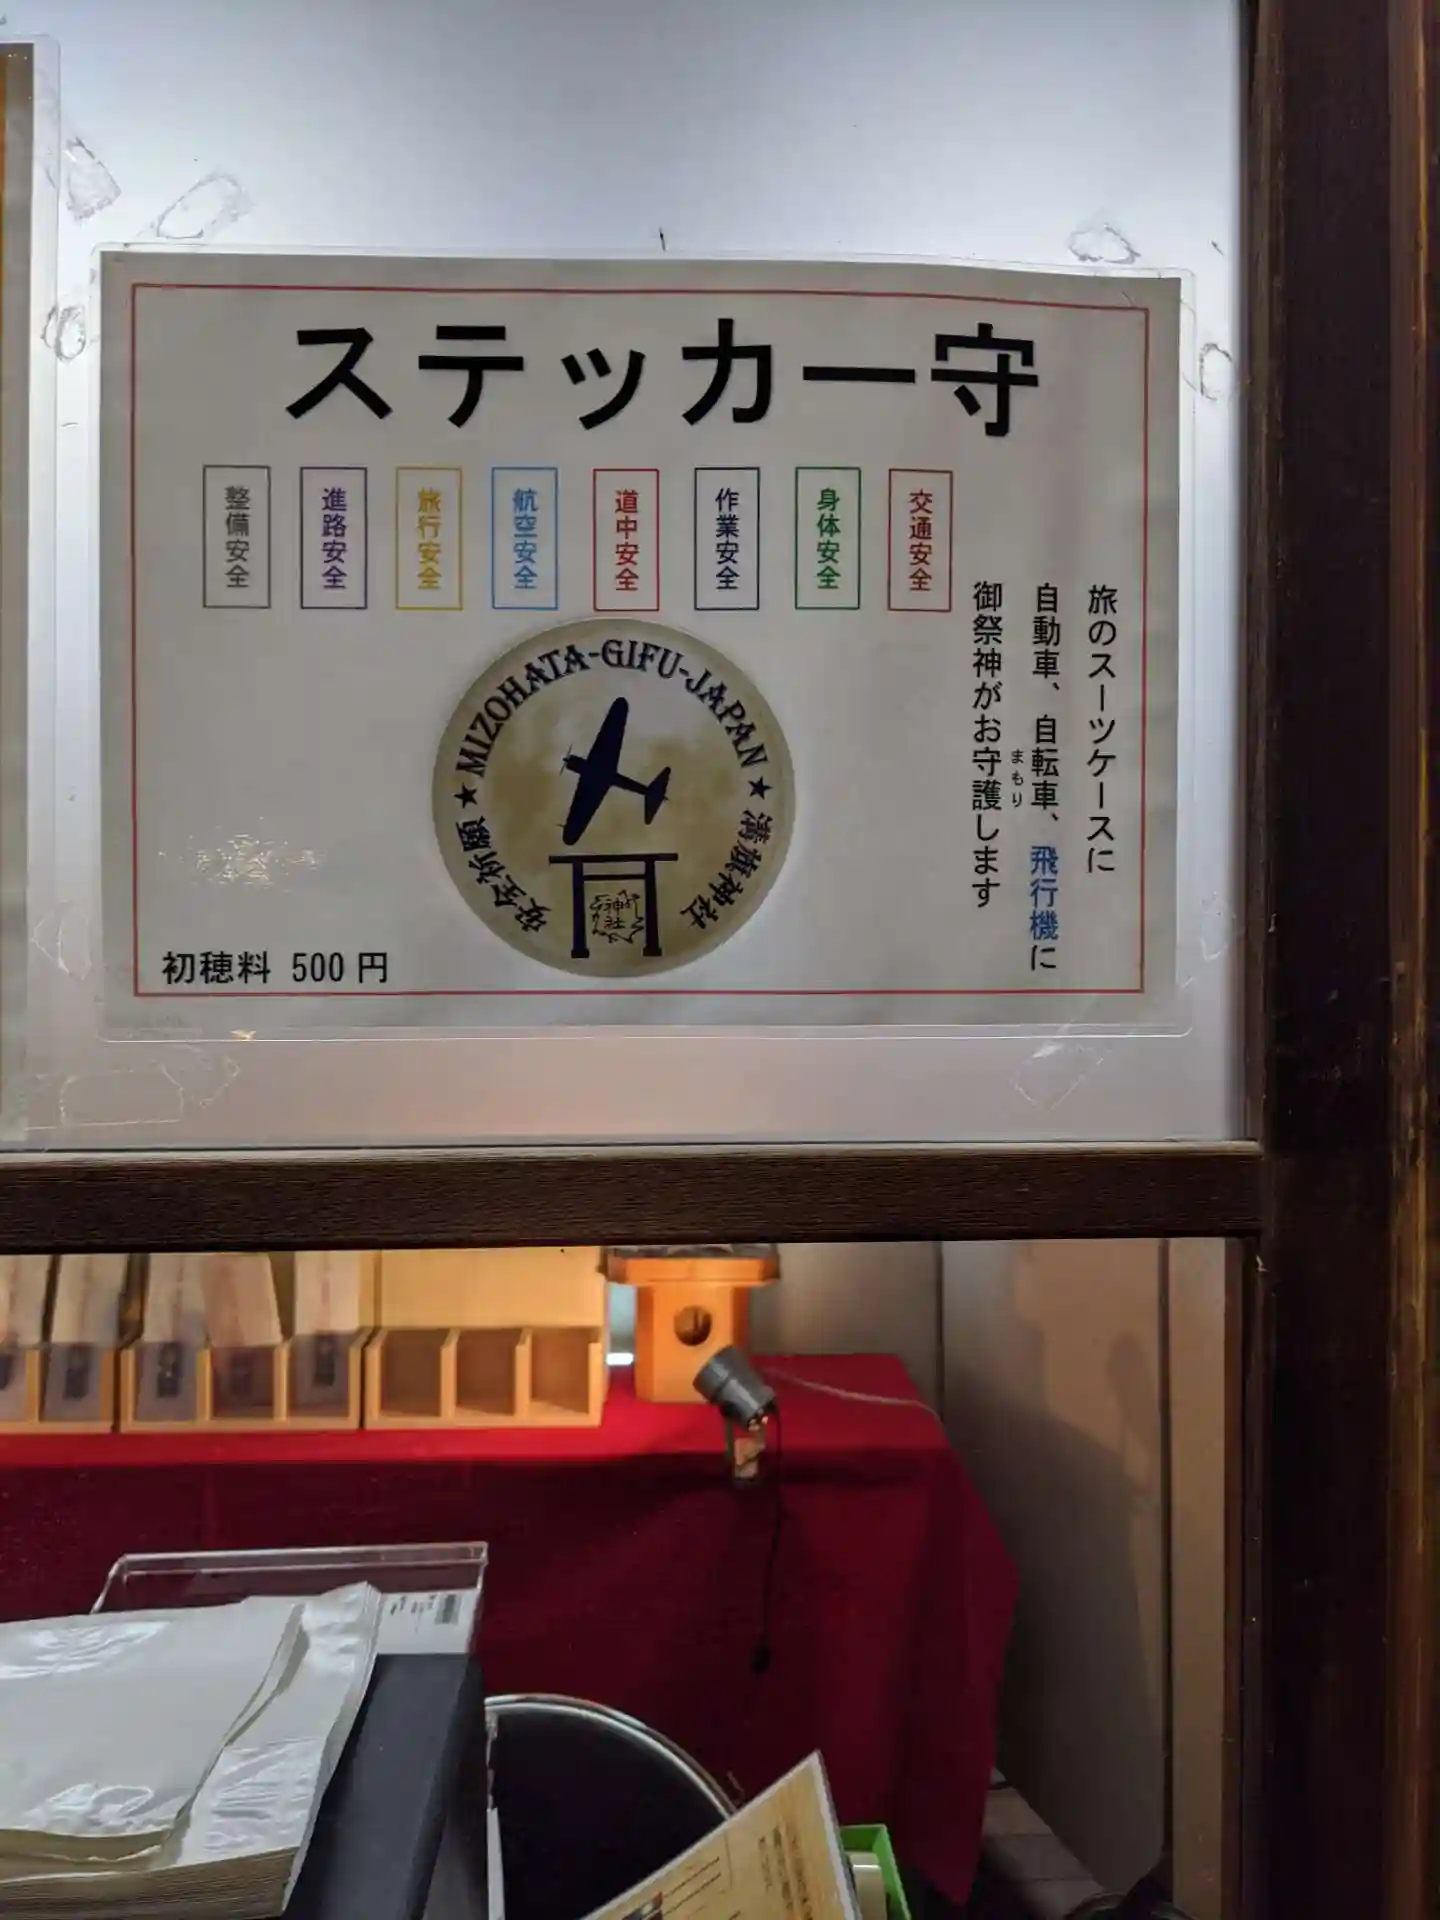 ステッカー守
交通安全
身体安全
作業安全
道中安全
航空安全
旅行安全
進路安全
整備安全
旅のスーツケースに
自動車、自転車、飛行機に
御祭神がお守護します
まもり
★MIZOHATA-GIFU-JAPAN★
溝旗神社
安全祈願
神社
初穂料 500円